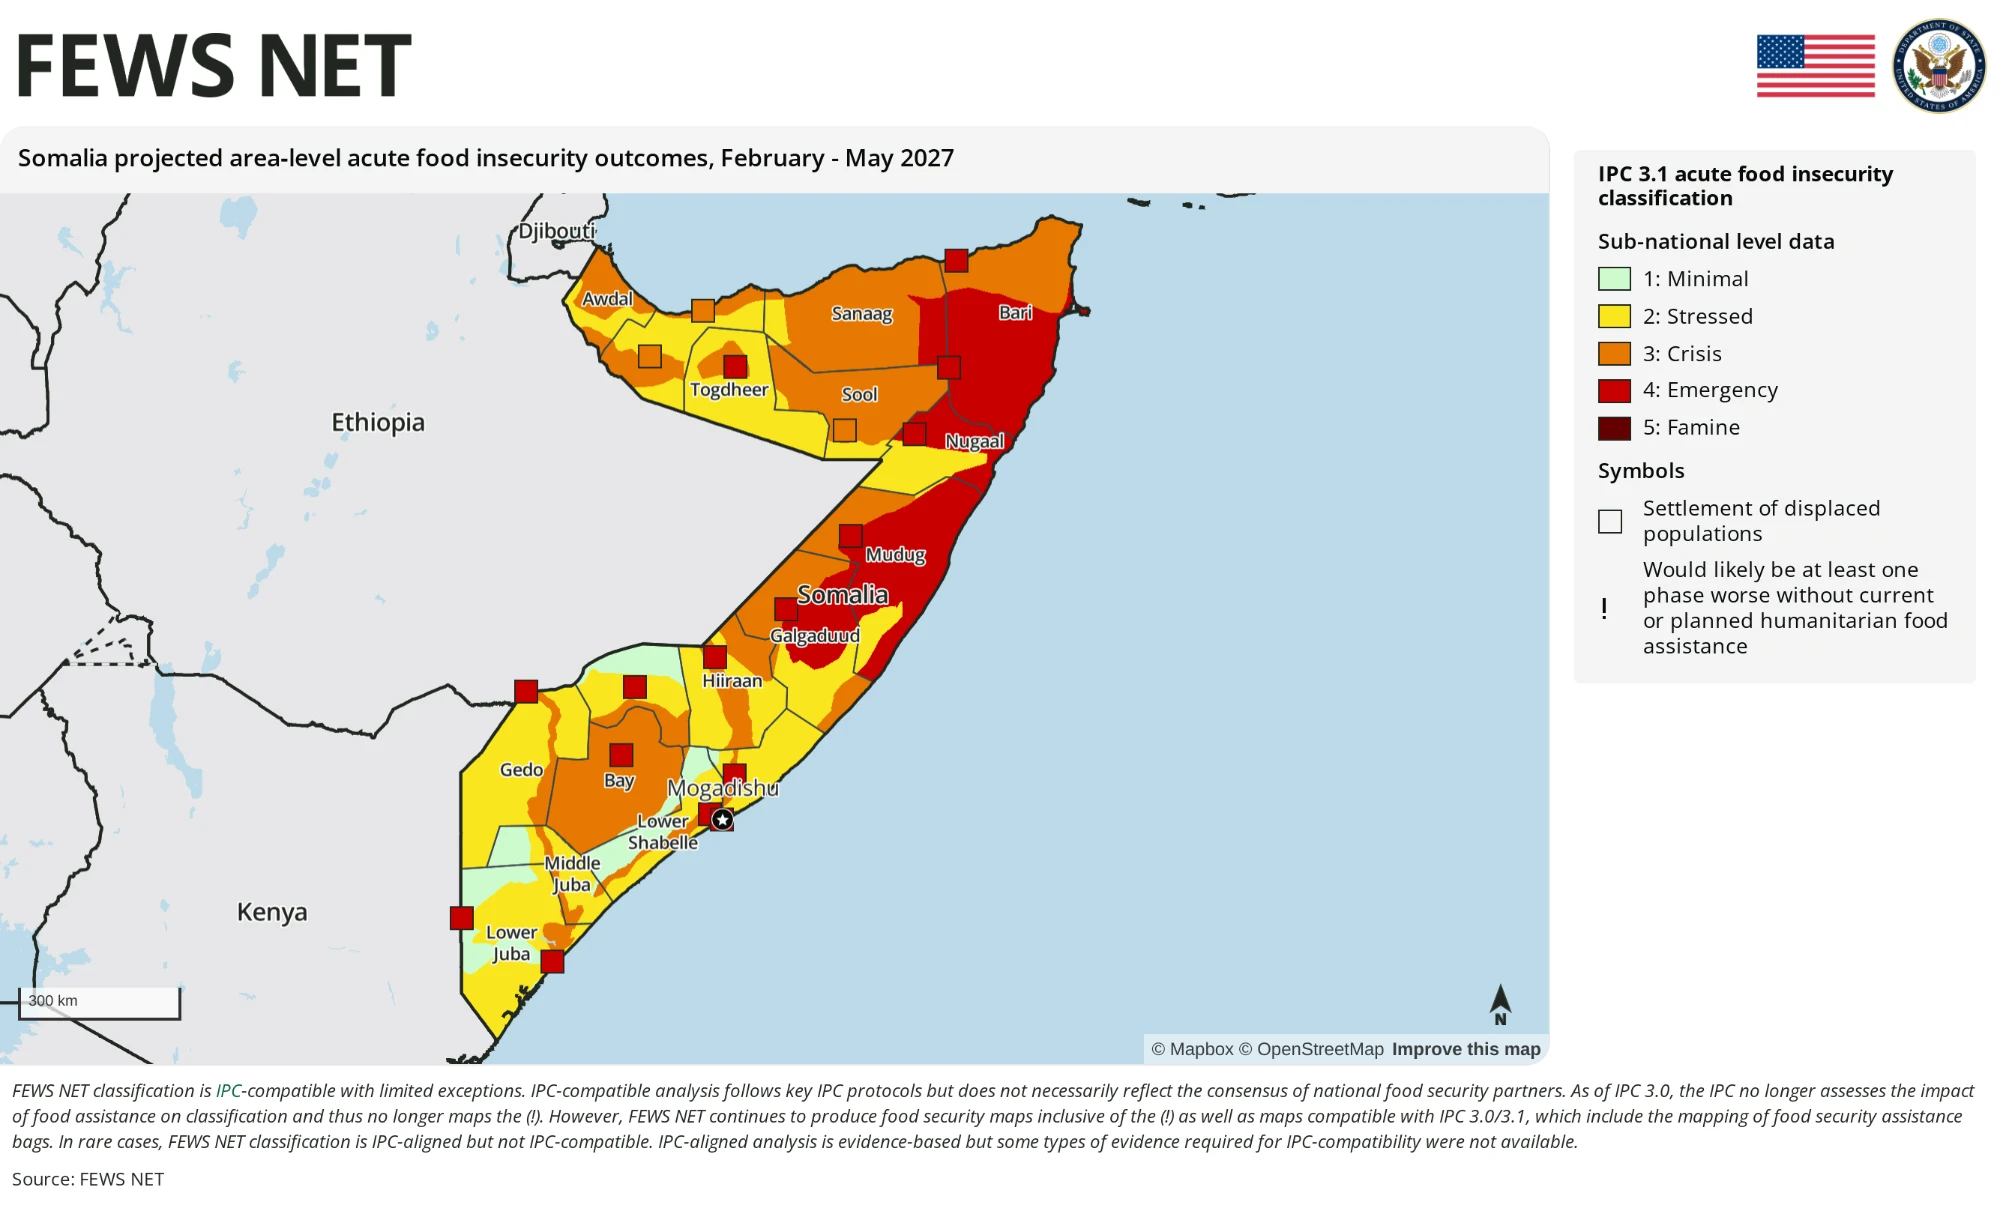 FEWS NET
Somalia projected area-level acute food insecurity outcomes, February - May 2027
IPC 3.1 acute food insecurity
classification
Sub-national level data
1: Minimal
2: Stressed
3: Crisis
4: Emergency
5: Famine
Symbols
Settlement of displaced
populations
!
Would likely be at least one
phase worse without current
or planned humanitarian food
assistance
Djibouti
Awdal
Sanaag
Bari
Togdheer
Sool
Ethiopia
Nugaal
Mudug
Somalia
Galgaduud
Hiiraan
Gedo
Bay
Mogadishu
Lower
Shabelle
Middle
Juba
Kenya
Lower
Juba
300 km
N
© Mapbox © OpenStreetMap Improve this map
FEWS NET classification is IPC-compatible with limited exceptions. IPC-compatible analysis follows key IPC protocols but does not necessarily reflect the consensus of national food security partners. As of IPC 3.0, the IPC no longer assesses the impact
of food assistance on classification and thus no longer maps the (!). However, FEWS NET continues to produce food security maps inclusive of the (!) as well as maps compatible with IPC 3.0/3.1, which include the mapping of food security assistance
bags. In rare cases, FEWS NET classification is IPC-aligned but not IPC-compatible. IPC-aligned analysis is evidence-based but some types of evidence required for IPC-compatibility were not available.
Source: FEWS NET
DEPARTMENT OF STATE
UNITED STATES OF AMERICA